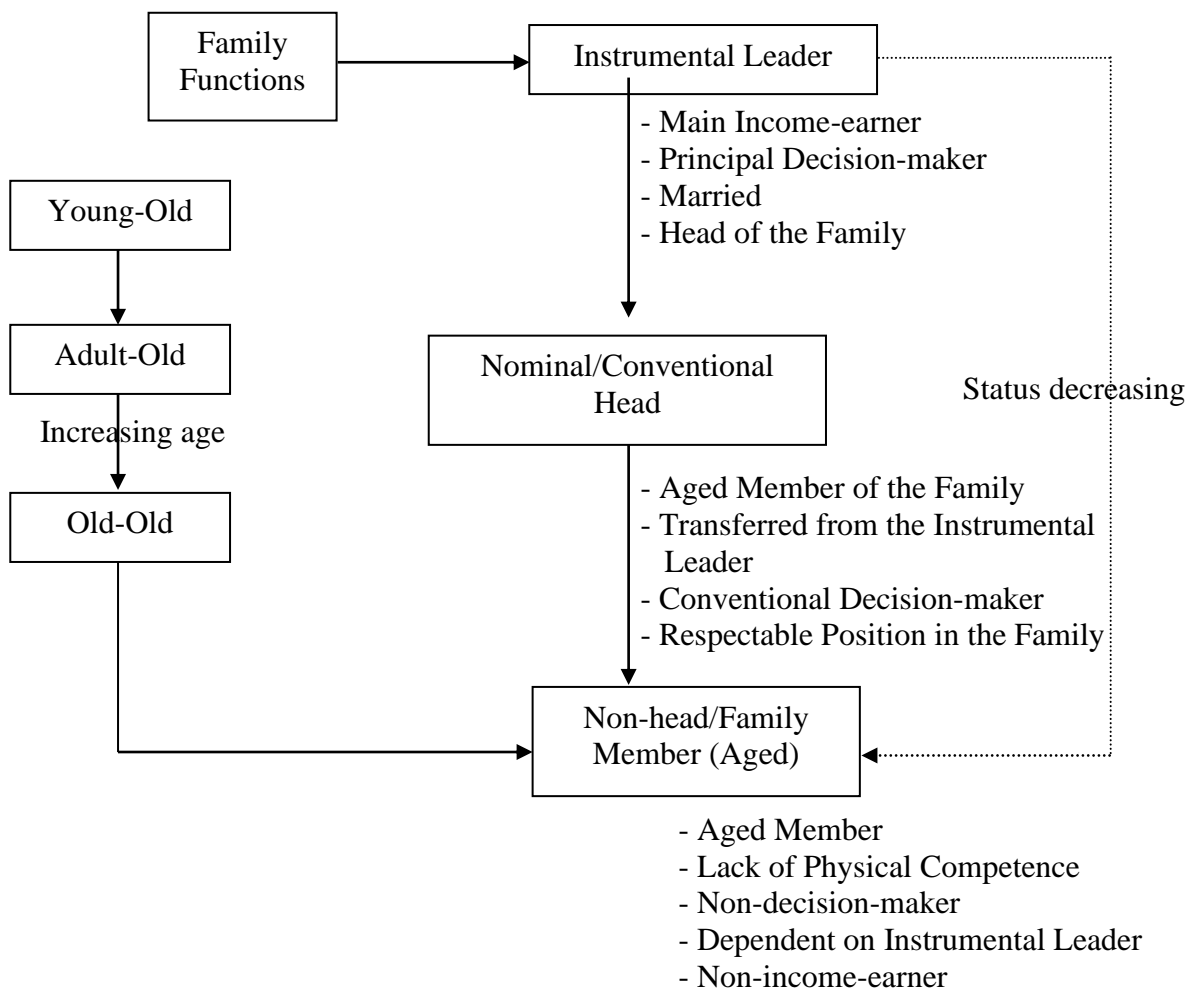 Family
Functions
Instrumental Leader
- Main Income-earner
- Principal Decision-maker
- Married
- Head of the Family
Young-Old
Adult-Old
Increasing age
Old-Old
Nominal/Conventional
Head
Status decreasing
- Aged Member of the Family
- Transferred from the Instrumental
Leader
- Conventional Decision-maker
- Respectable Position in the Family
Non-head/Family
Member (Aged)
- Aged Member
- Lack of Physical Competence
- Non-decision-maker
- Dependent on Instrumental Leader
- Non-income-earner